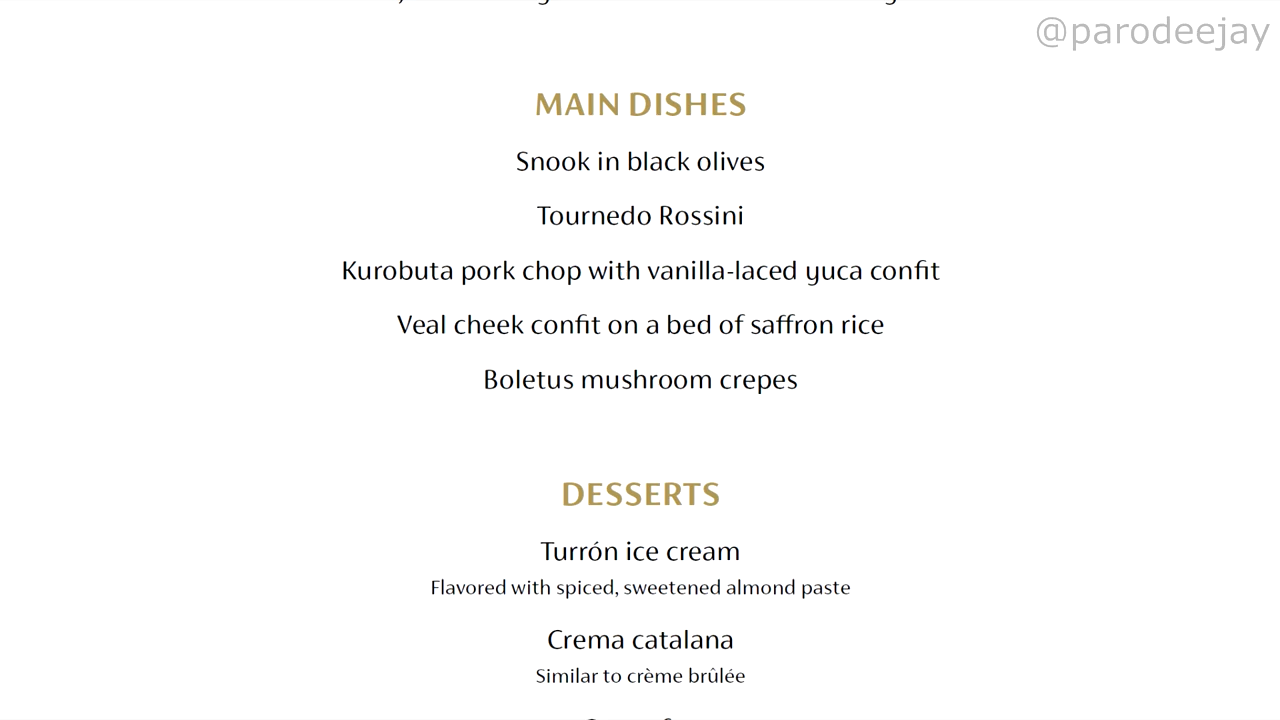 @parodeejay
MAIN DISHES
Snook in black olives
Tournedo Rossini
Kurobuta pork chop with vanilla-laced yuca confit
Veal cheek confit on a bed of saffron rice
Boletus mushroom crepes
DESSERTS
Turrón ice cream
Flavored with spiced, sweetened almond paste
Crema catalana
Similar to crème brûlée